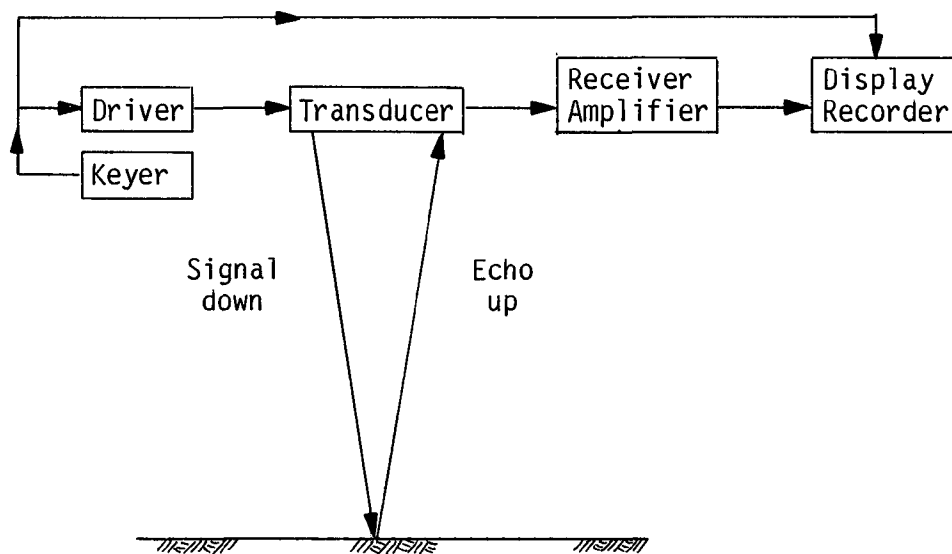 Driver
Transducer
Receiver
Amplifier
Display
Recorder
Keyer
Signal
down
Echo
up